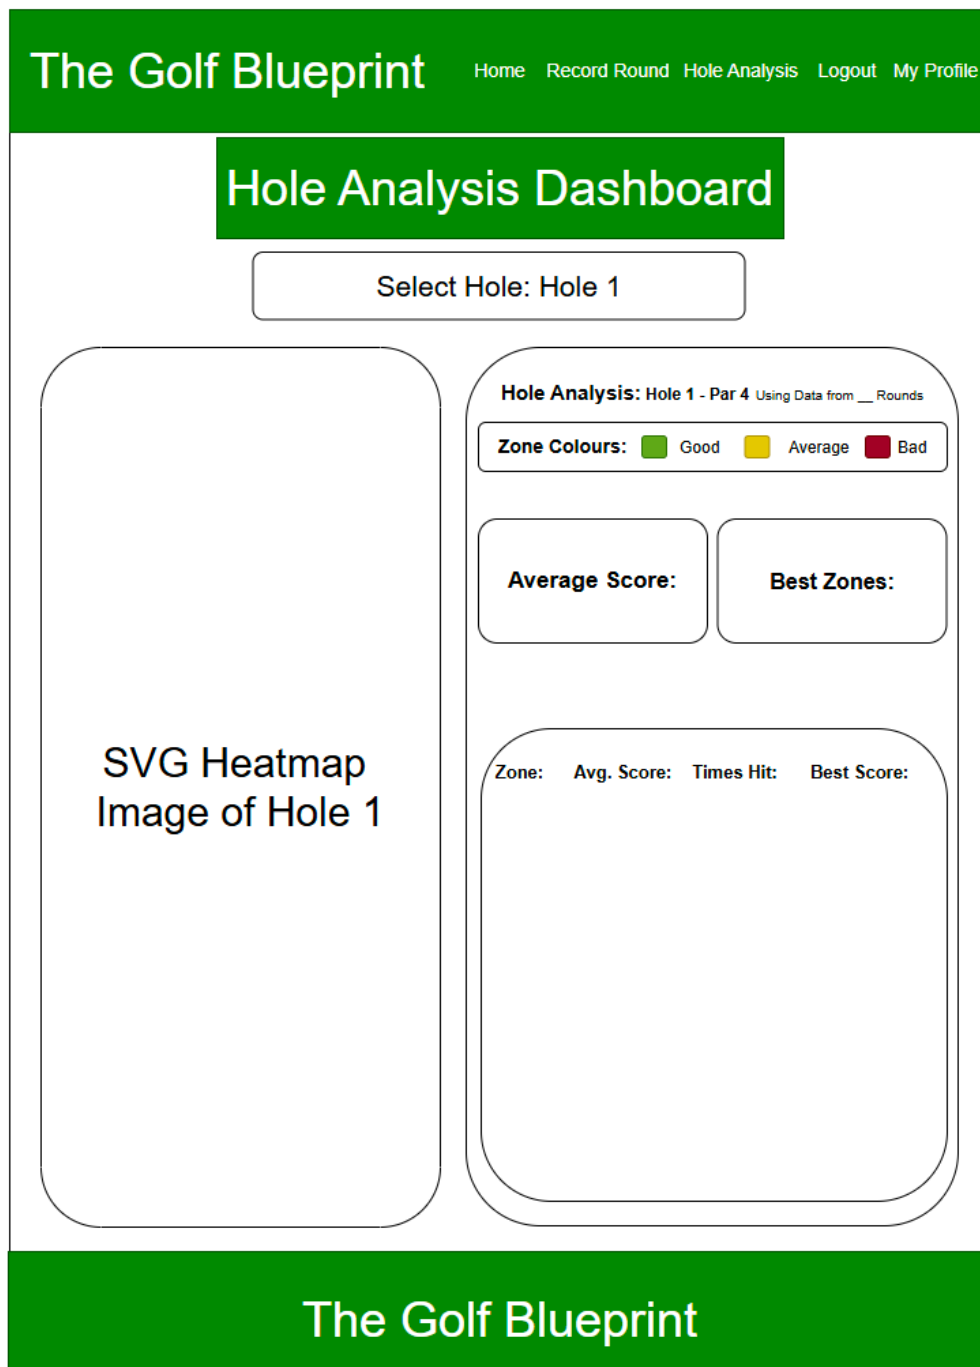 The Golf Blueprint
Home Record Round Hole Analysis Logout My Profile
Hole Analysis Dashboard
Select Hole: Hole 1
SVG Heatmap
Image of Hole 1
Hole Analysis: Hole 1 - Par 4 Using Data from __ Rounds
Zone Colours: Good Average Bad
Average Score:
Best Zones:
Zone: Avg. Score: Times Hit: Best Score:
The Golf Blueprint